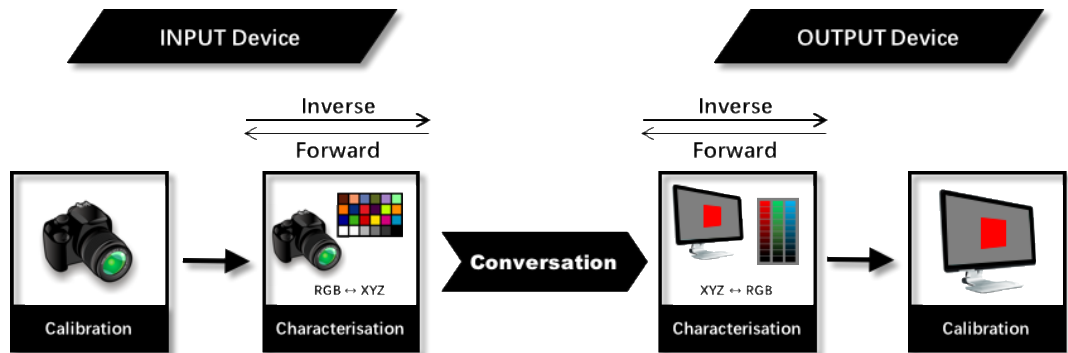 INPUT Device
OUTPUT Device
Inverse
Forward
Inverse
Forward
RGB ↔ XYZ
Conversation
XYZ ↔ RGB
Calibration
Characterisation
Characterisation
Calibration